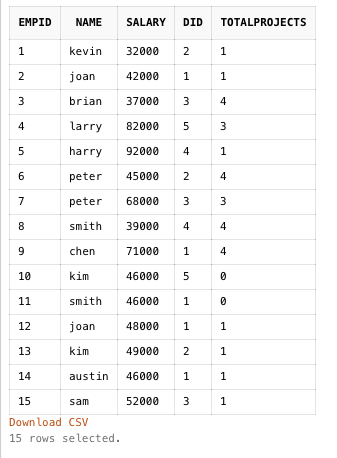 EMPID NAME SALARY DID TOTALPROJECTS
1 kevin 32000 2 1
2 joan 42000 1 1
3 brian 37000 3 4
4 larry 82000 5 3
5 harry 92000 4 1
6 peter 45000 2 4
7 peter 68000 3 3
8 smith 39000 4 4
9 chen 71000 1 4
10 kim 46000 5 0
11 smith 46000 1 0
12 joan 48000 1 1
13 kim 49000 2 1
14 austin 46000 1 1
15 sam 52000 3 1
Download CSV
15 rows selected.